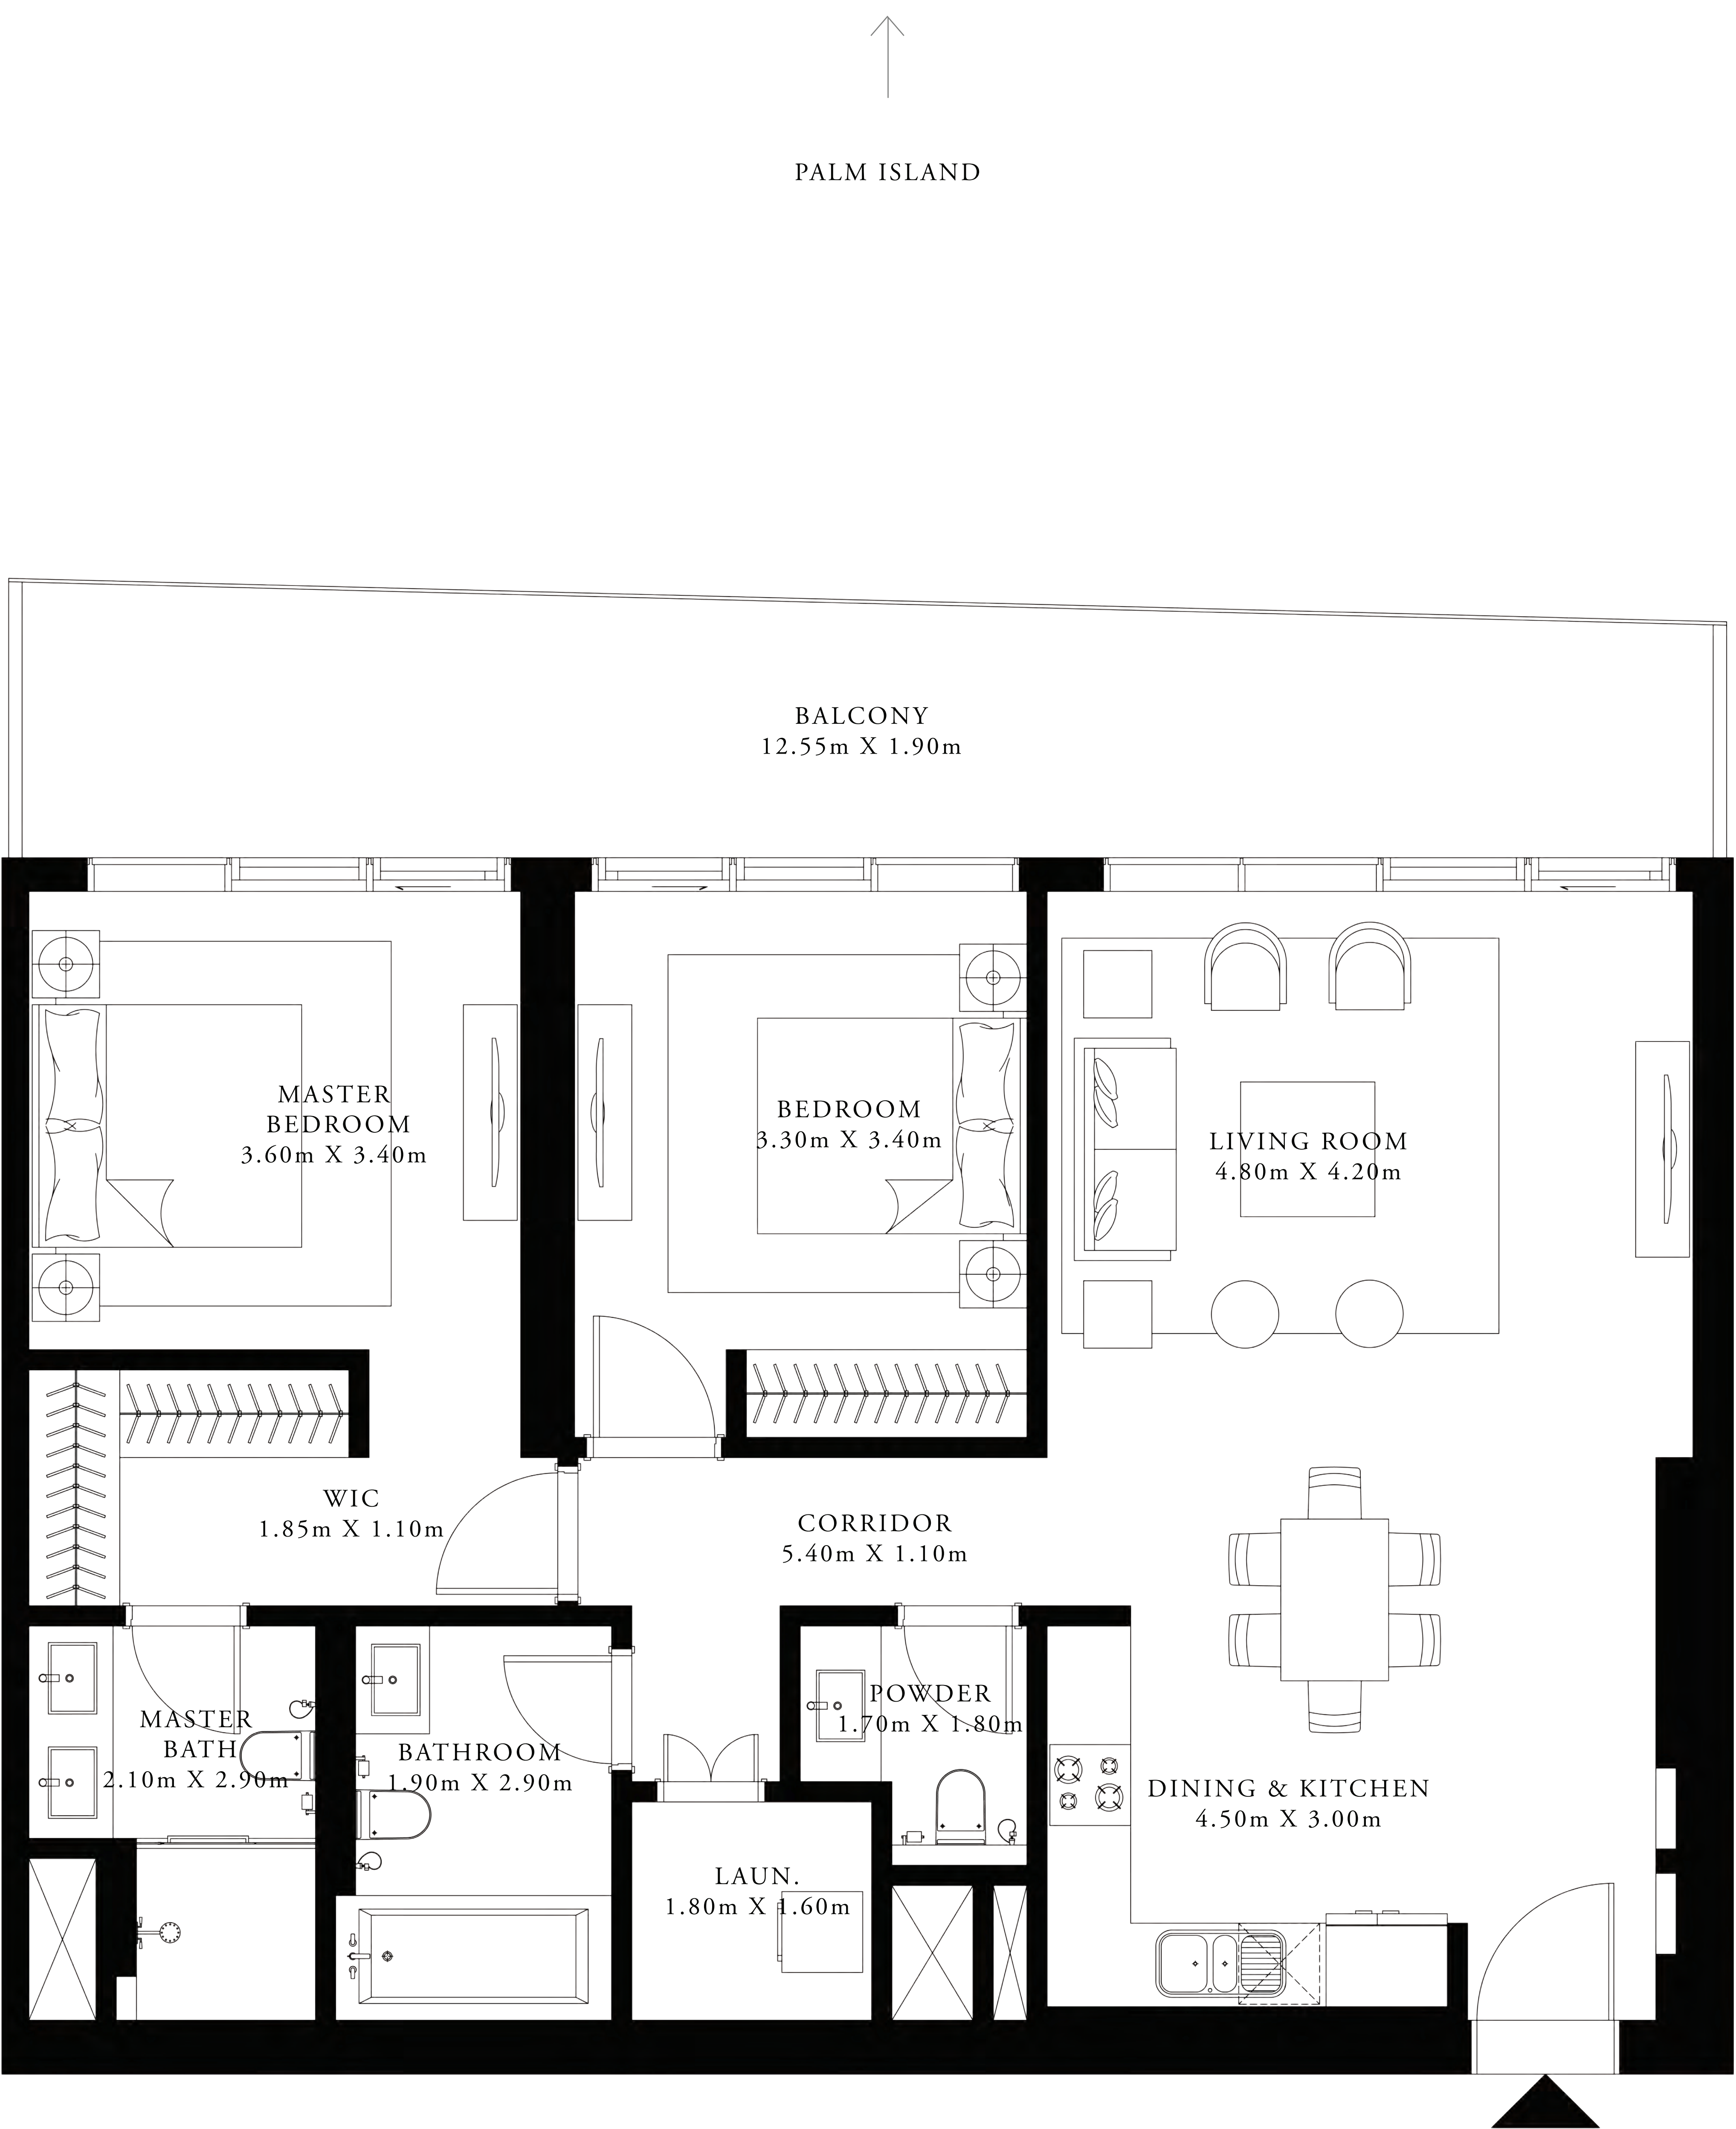 PALM ISLAND
BALCONY
12.55m X 1.90m
MASTER
BEDROOM
3.60m X 3.40m
BEDROOM
3.30m X 3.40m
LIVING ROOM
4.80m X 4.20m
WIC
1.85m X 1.10m
CORRIDOR
5.40m X 1.10m
MASTER
BATH
2.10m X 2.90m
BATHROOM
1.90m X 2.90m
POWDER
1.70m X 1.80m
DINING & KITCHEN
4.50m X 3.00m
LAUN.
1.80m X 1.60m